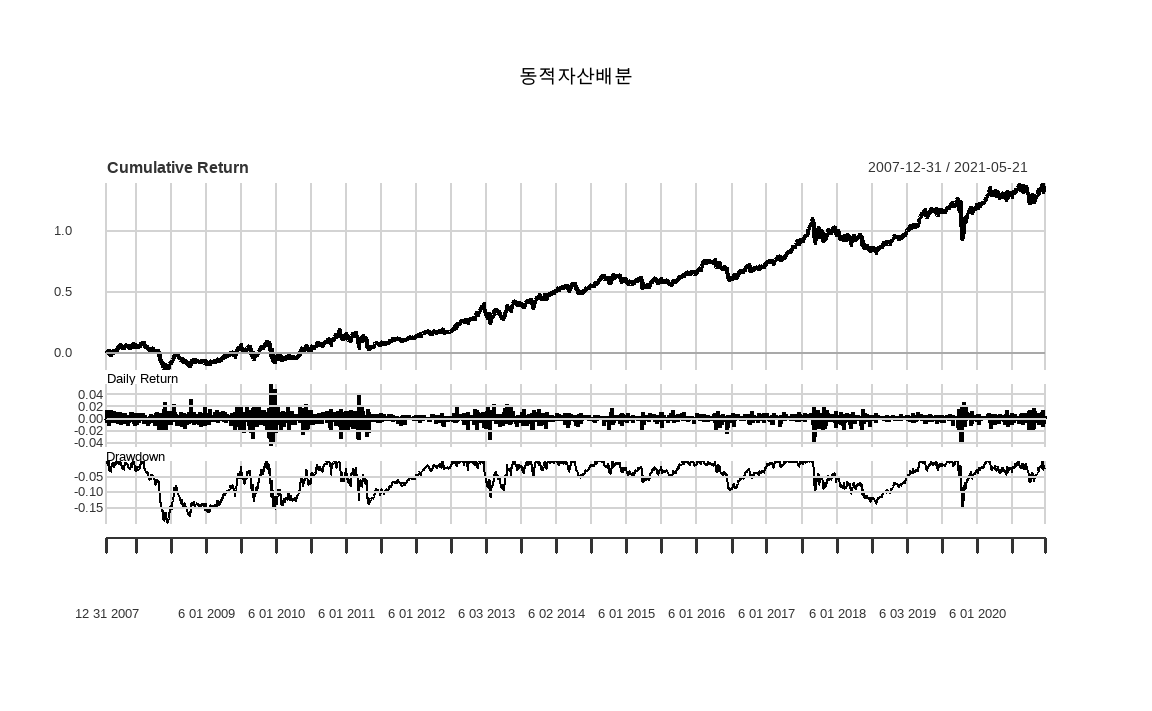 동적자산배분
Cumulative Return 2007-12-31 / 2021-05-21
1.0
0.5
0.0
Daily Return
0.04
0.02
0.00
-0.02
-0.04
Drawdown
-0.05
-0.10
-0.15
12 31 2007 6 01 2009 6 01 2010 6 01 2011 6 01 2012 6 03 2013 6 02 2014 6 01 2015 6 01 2016 6 01 2017 6 01 2018 6 03 2019 6 01 2020